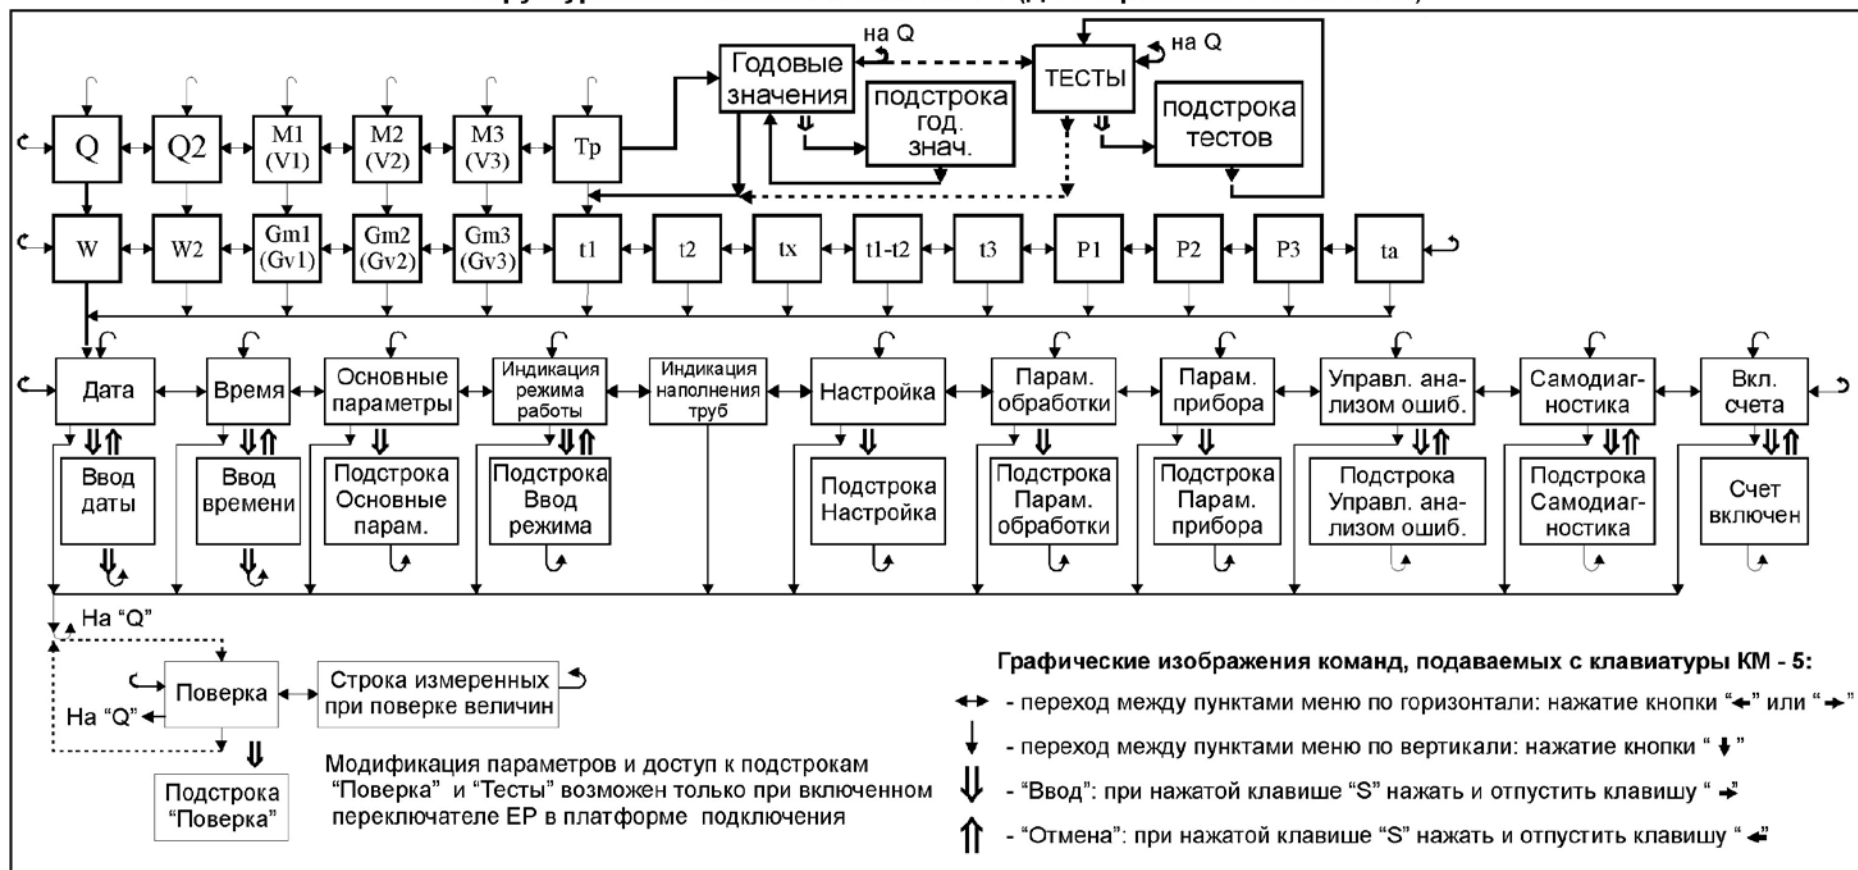 на Q
на Q
Годовые
значения
ТЕСТЫ
подстрока
год.
знач.
подстрока
тестов
Q
Q2
M1
(V1)
M2
(V2)
M3
(V3)
Тр
W
W2
Gm1
(Gv1)
Gm2
(Gv2)
Gm3
(Gv3)
t1
t2
tx
t1-t2
t3
P1
P2
P3
ta
Дата
Время
Основные
параметры
Индикация
режима
работы
Индикация
наполнения
труб
Настройка
Парам.
обработки
Парам.
прибора
Управл. ана-
лизом ошиб.
Самодиаг-
ностика
Вкл.
счета
Ввод
даты
Ввод
времени
Подстрока
Основные
парам.
Подстрока
Ввод
режима
Подстрока
Настройка
Подстрока
Парам.
обработки
Подстрока
Парам.
прибора
Подстрока
Управл. ана-
лизом ошиб.
Подстрока
Самодиаг-
ностика
Счет
включен
На “Q”
Поверка
Строка измеренных
при поверке величин
На “Q”
Подстрока
“Поверка”
Модификация параметров и доступ к подстрокам
“Поверка” и “Тесты” возможен только при включенном
переключателе EP в платформе подключения
Графические изображения команд, подаваемых с клавиатуры КМ - 5:
↔ - переход между пунктами меню по горизонтали: нажатие кнопки “←” или “→”
↓ - переход между пунктами меню по вертикали: нажатие кнопки “↓”
⇓ - “Ввод”: при нажатой клавише “S” нажать и отпустить клавишу “→”
⇑ - “Отмена”: при нажатой клавише “S” нажать и отпустить клавишу “←”